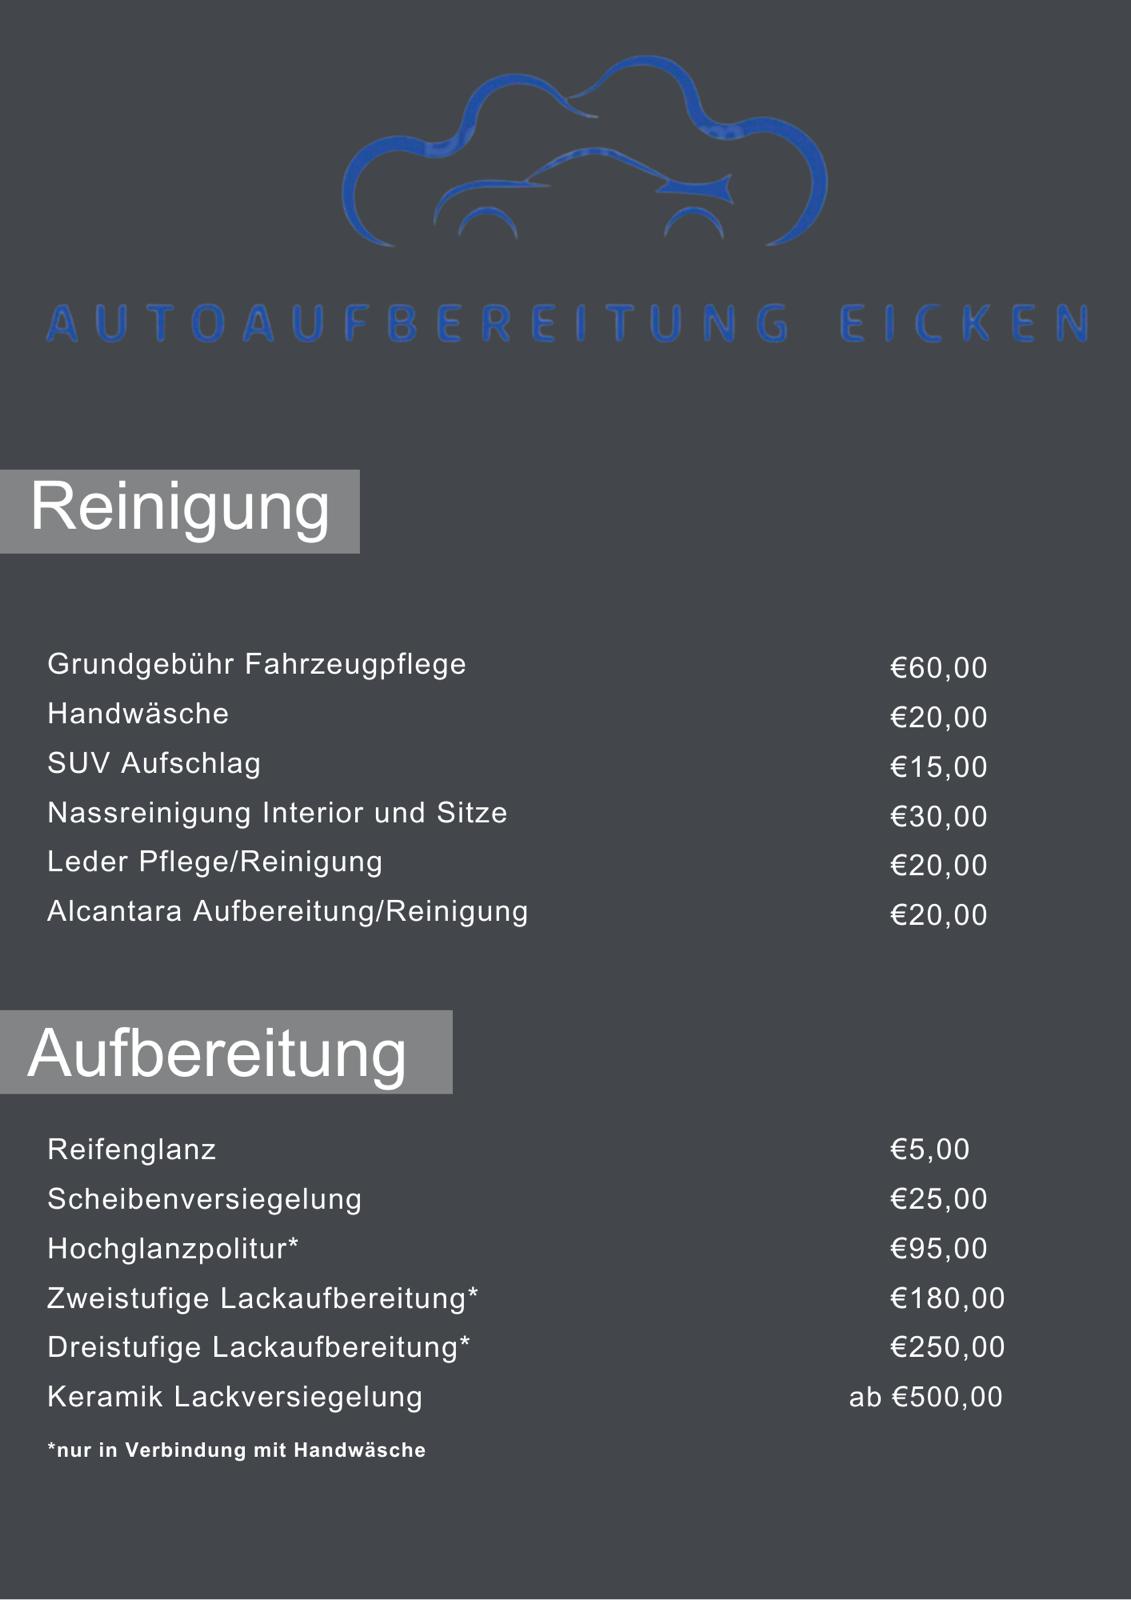 AUTOAUFBEREITUNG EICKEN
Reinigung
Grundgebühr Fahrzeugpflege €60,00
Handwäsche €20,00
SUV Aufschlag €15,00
Nassreinigung Interior und Sitze €30,00
Leder Pflege/Reinigung €20,00
Alcantara Aufbereitung/Reinigung €20,00
Aufbereitung
Reifenglanz €5,00
Scheibenversiegelung €25,00
Hochglanzpolitur* €95,00
Zweistufige Lackaufbereitung* €180,00
Dreistufige Lackaufbereitung* €250,00
Keramik Lackversiegelung ab €500,00
*nur in Verbindung mit Handwäsche